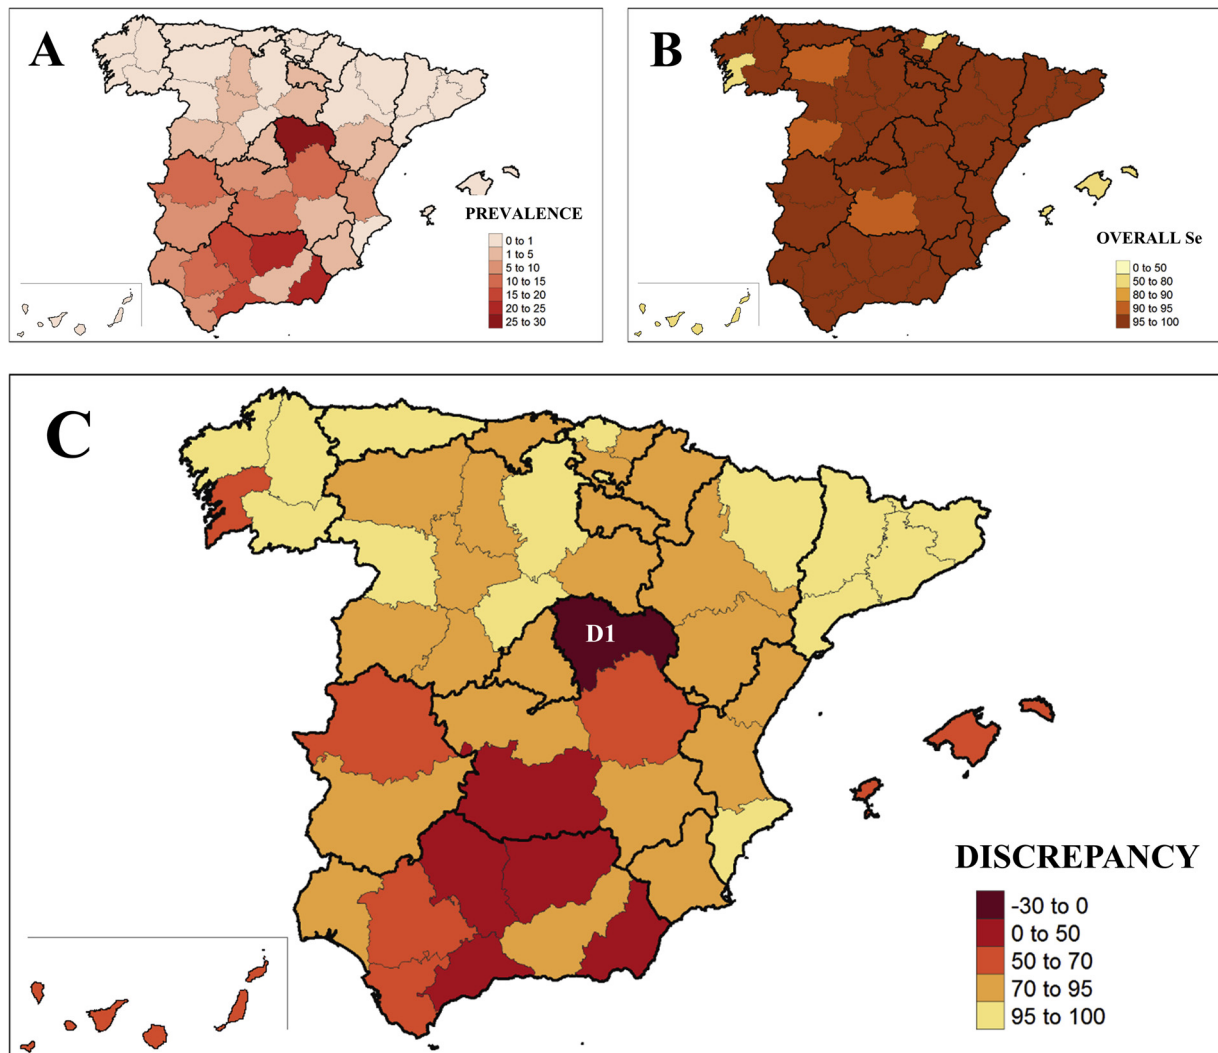 A
PREVALENCE
0 to 1
1 to 5
5 to 10
10 to 15
15 to 20
20 to 25
25 to 30
B
OVERALL Se
0 to 50
50 to 80
80 to 90
90 to 95
95 to 100
C
D1
DISCREPANCY
-30 to 0
0 to 50
50 to 70
70 to 95
95 to 100